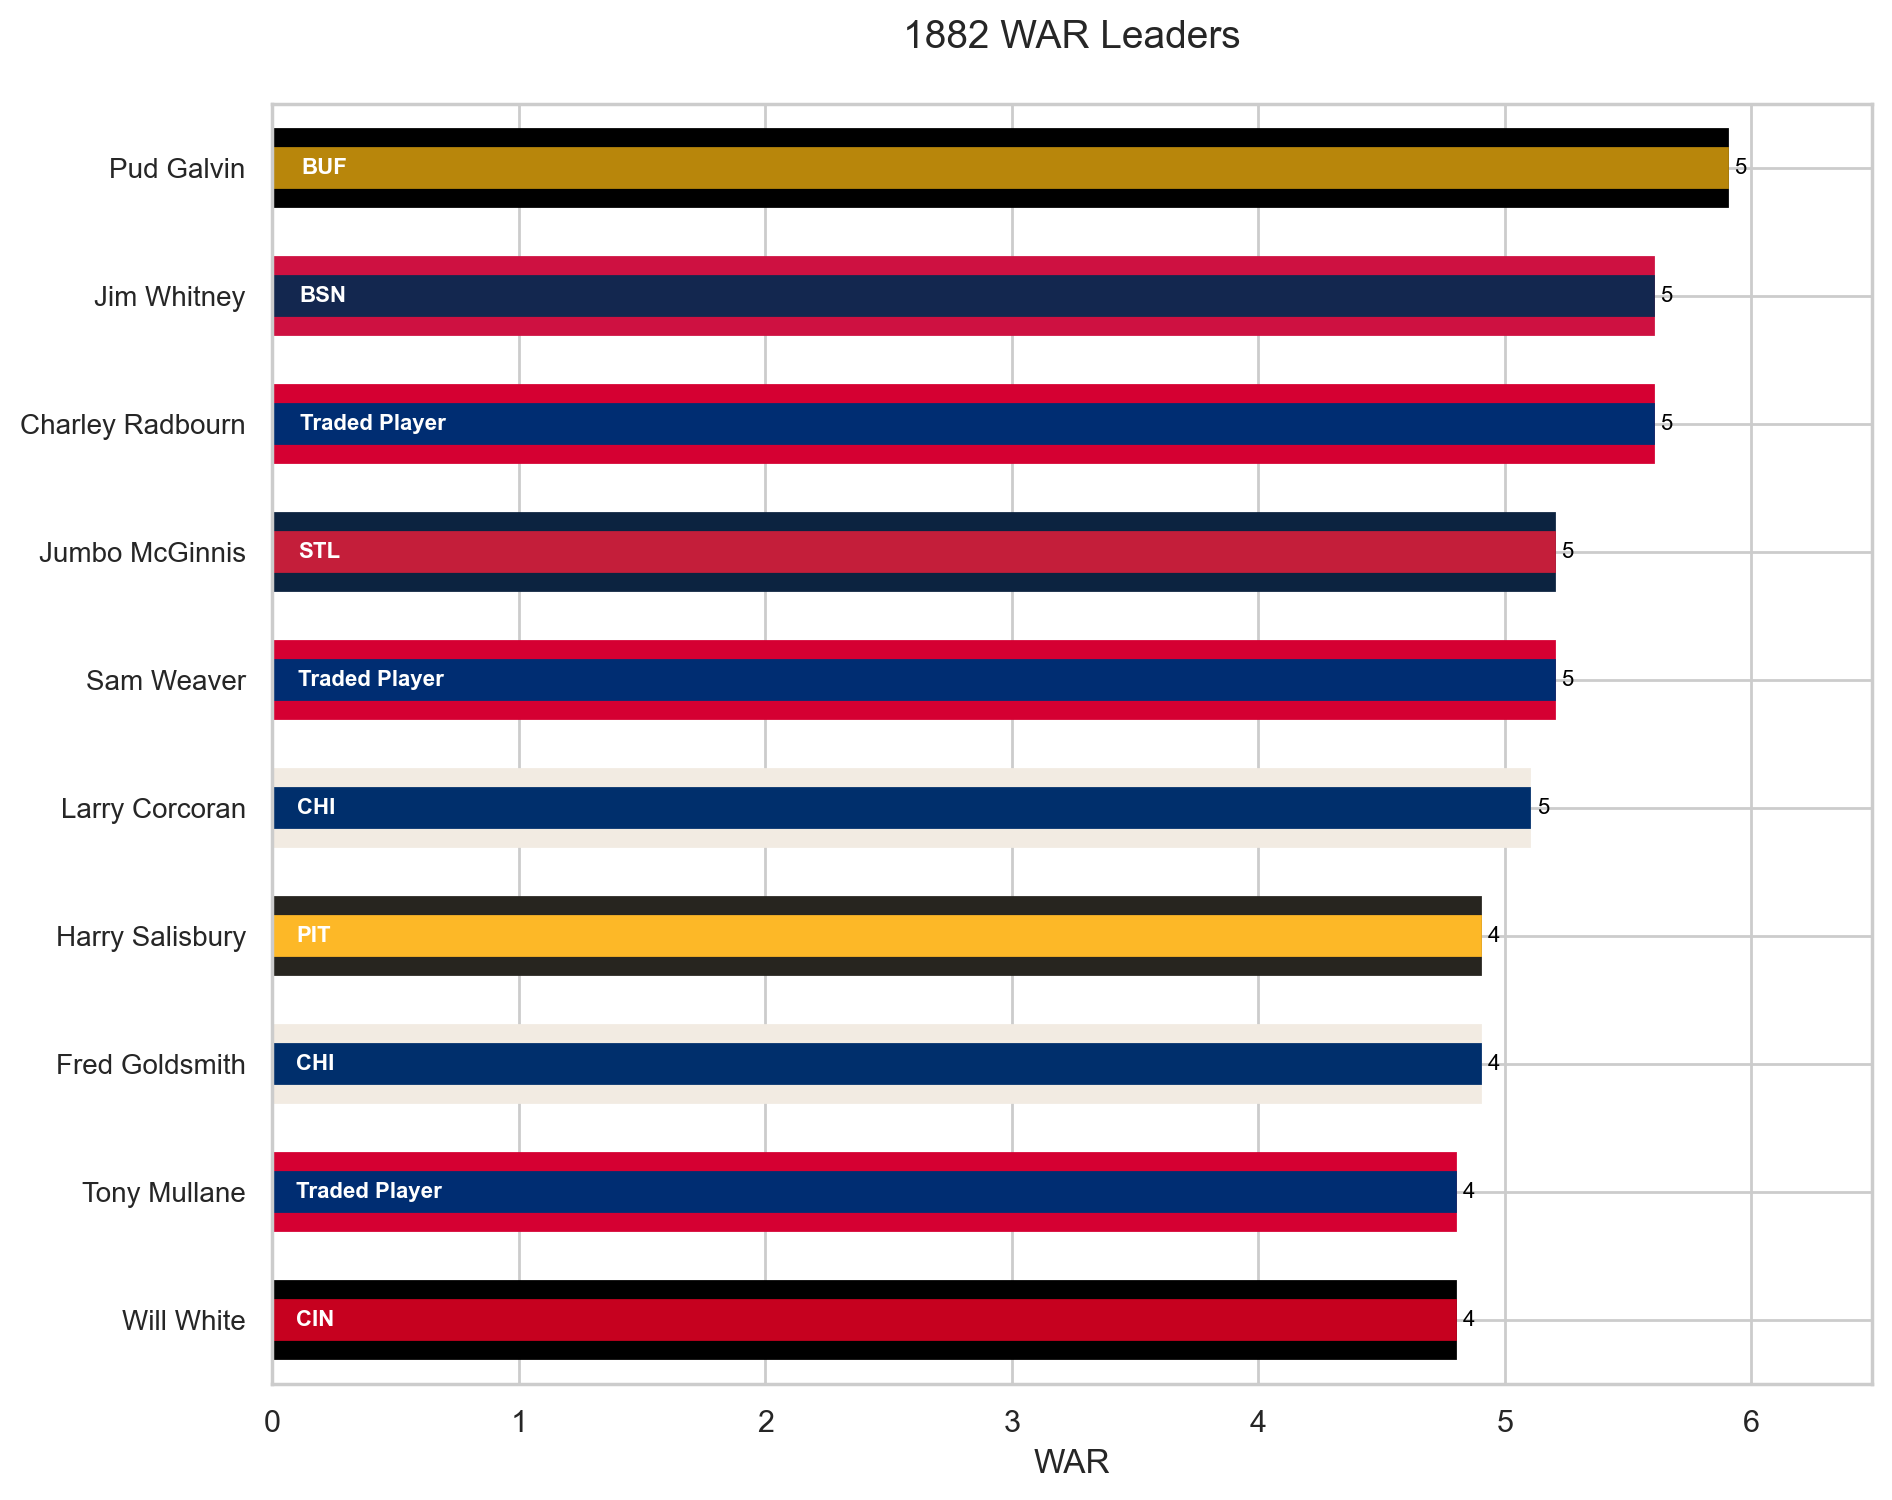 1882 WAR Leaders
Pud Galvin BUF 5
Jim Whitney BSN 5
Charley Radbourn Traded Player 5
Jumbo McGinnis STL 5
Sam Weaver Traded Player 5
Larry Corcoran CHI 5
Harry Salisbury PIT 4
Fred Goldsmith CHI 4
Tony Mullane Traded Player 4
Will White CIN 4
0 1 2 3 4 5 6
WAR